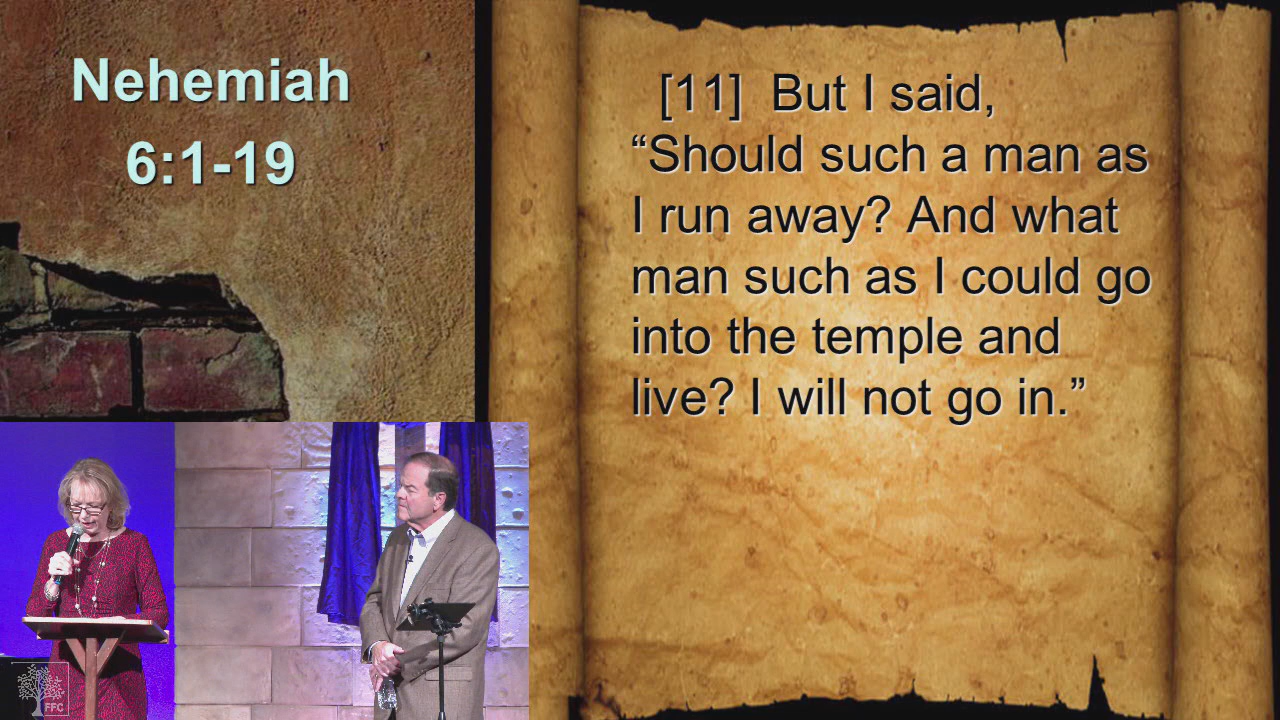 Nehemiah
6:1-19
[11] But I said,
“Should such a man as
I run away? And what
man such as I could go
into the temple and
live? I will not go in.”
FFC